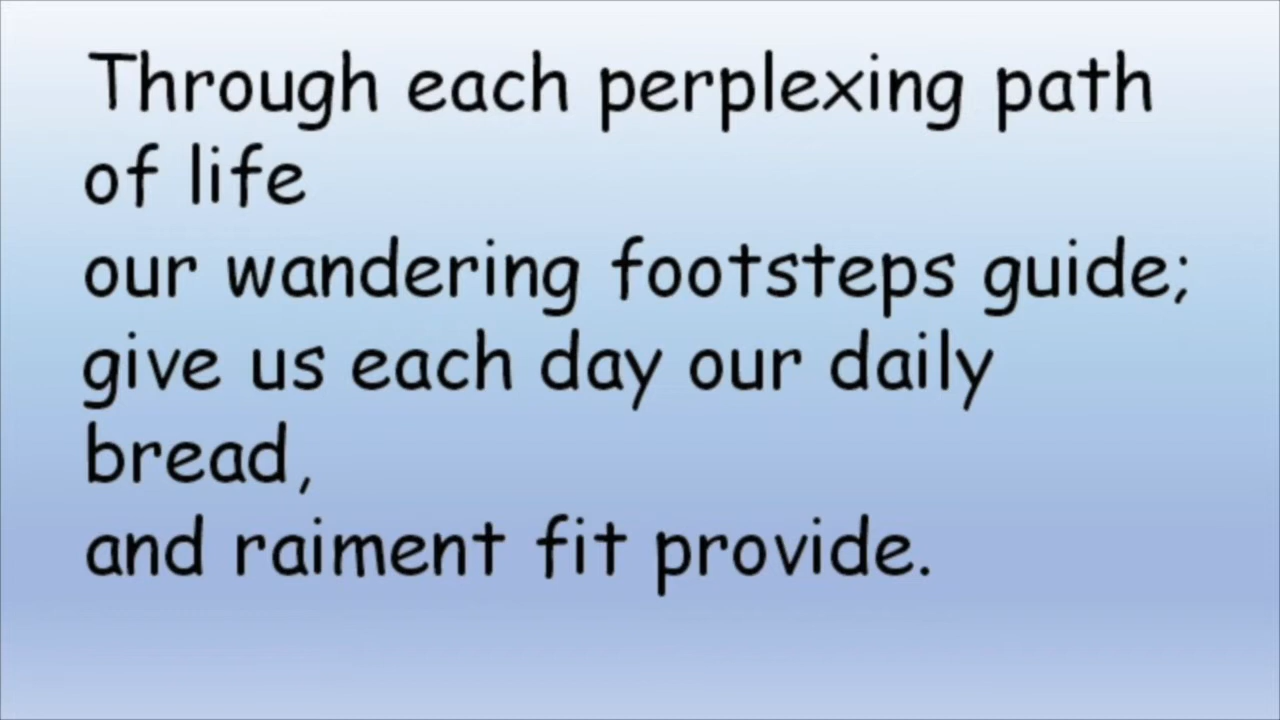 Through each perplexing path
of life
our wandering footsteps guide;
give us each day our daily
bread,
and raiment fit provide.